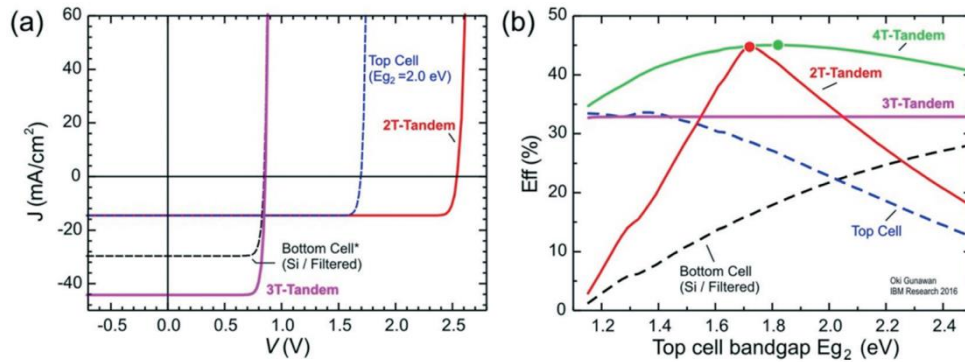 (a)
60
40
20
0
-20
-40
J (mA/cm²)
Top Cell
(Eg₂ =2.0 eV)
2T-Tandem
Bottom Cell*
(Si / Filtered)
3T-Tandem
-0.5 0.0 0.5 1.0 1.5 2.0 2.5
V (V)
(b)
50
40
30
20
10
0
Eff (%)
4T-Tandem
2T-Tandem
3T-Tandem
Top Cell
Bottom Cell
(Si / Filtered)
Oki Gunawan
IBM Research 2016
1.2 1.4 1.6 1.8 2.0 2.2 2.4
Top cell bandgap Eg₂ (eV)